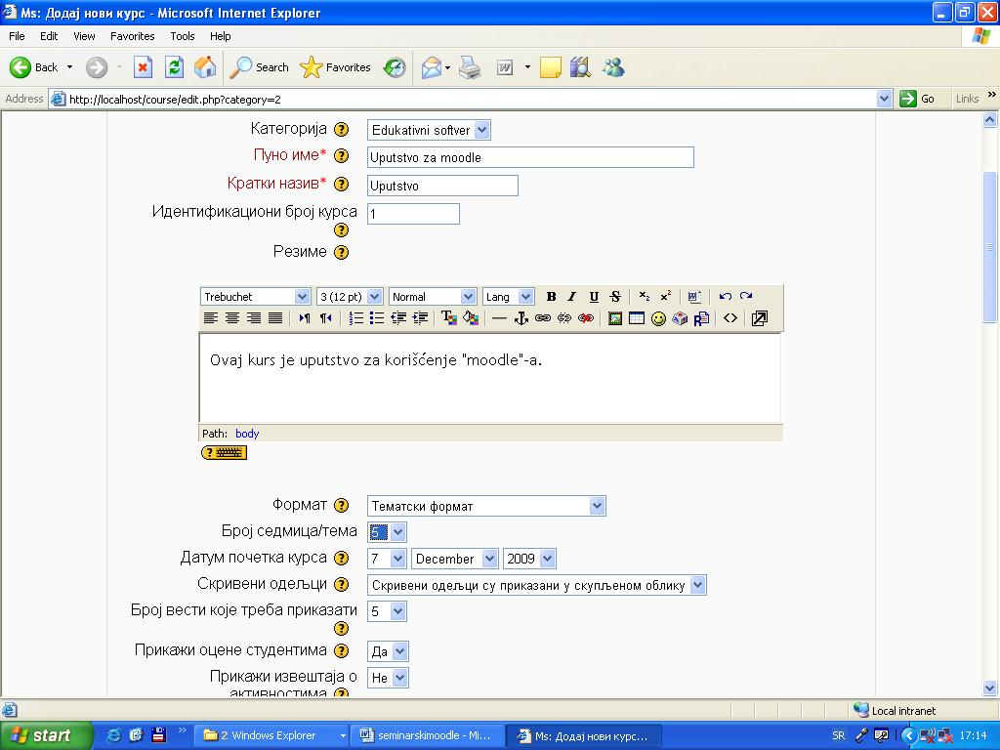 Ms: Додај нови курс - Microsoft Internet Explorer
File Edit View Favorites Tools Help
Back Search Favorites
Address http://localhost/course/edit.php?category=2 Go Links »
Категорија ? Edukativni softver
Пуно име* ? Uputstvo za moodle
Кратки назив* ? Uputstvo
Идентификациони број курса 1
?
Резиме ?
Trebuchet 3 (12 pt) Normal Lang B I U S x₂ x²
Ovaj kurs je uputstvo za korišćenje "moodle"-a.
Path: body
?
Формат ? Тематски формат
Број седмица/тема 5
Датум почетка курса ? 7 December 2009
Скривени одељци ? Скривени одељци су приказани у скупљеном облику
Број вести које треба приказати 5
?
Прикажи оцене студентима ? Да
Прикажи извештаја о Не
активностима ?
Local intranet
start » 2 Windows Explorer seminarskimoodle - Mi... Ms: Додај нови курс... SR 17:14